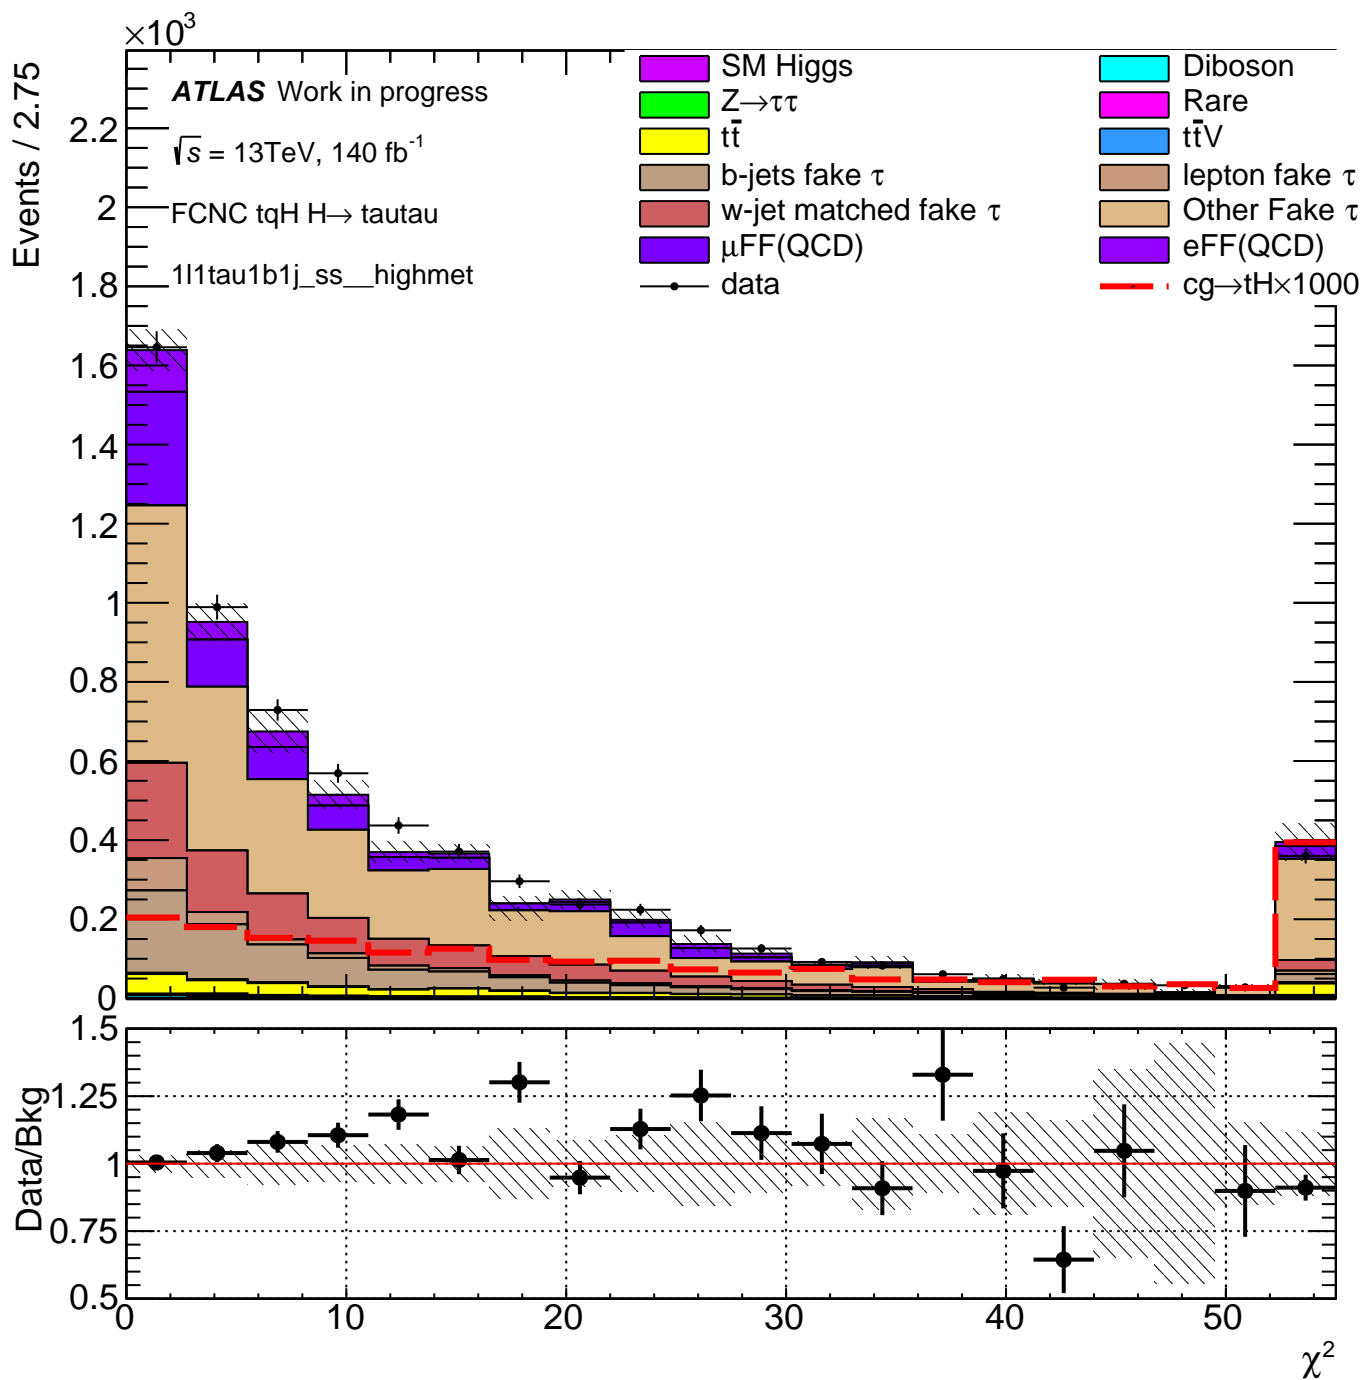 ×10³
Events / 2.75
ATLAS Work in progress
√s = 13TeV, 140 fb⁻¹
FCNC tqH H→ tautau
1l1tau1b1j_ss__highmet
SM Higgs
Z→ττ
tt̄
b-jets fake τ
w-jet matched fake τ
μFF(QCD)
data
Diboson
Rare
tt̄V
lepton fake τ
Other Fake τ
eFF(QCD)
cg→tH×1000
2.2
2
1.8
1.6
1.4
1.2
1
0.8
0.6
0.4
0.2
0
Data/Bkg
1.5
1.25
1
0.75
0.5
0 10 20 30 40 50
χ²